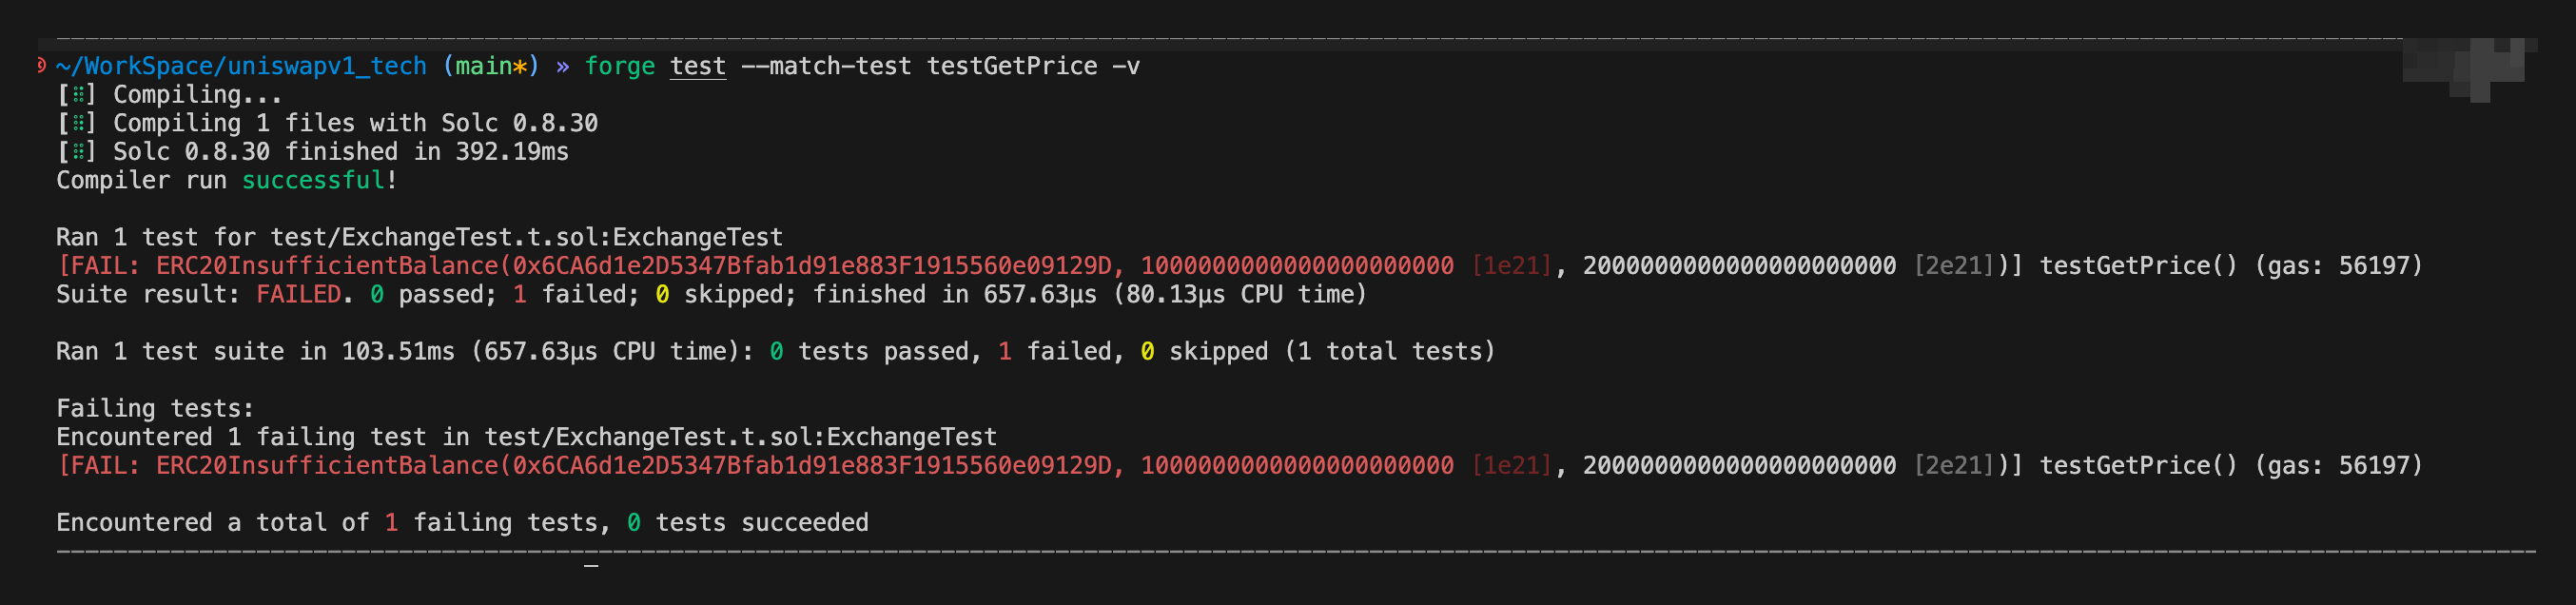 ~/WorkSpace/uniswapv1_tech (main*) » forge test --match-test testGetPrice -v
[⠿] Compiling...
[⠿] Compiling 1 files with Solc 0.8.30
[⠿] Solc 0.8.30 finished in 392.19ms
Compiler run successful!
Ran 1 test for test/ExchangeTest.t.sol:ExchangeTest
[FAIL: ERC20InsufficientBalance(0x6CA6d1e2D5347Bfab1d91e883F1915560e09129D, 1000000000000000000000 [1e21], 2000000000000000000000 [2e21])] testGetPrice() (gas: 56197)
Suite result: FAILED. 0 passed; 1 failed; 0 skipped; finished in 657.63µs (80.13µs CPU time)
Ran 1 test suite in 103.51ms (657.63µs CPU time): 0 tests passed, 1 failed, 0 skipped (1 total tests)
Failing tests:
Encountered 1 failing test in test/ExchangeTest.t.sol:ExchangeTest
[FAIL: ERC20InsufficientBalance(0x6CA6d1e2D5347Bfab1d91e883F1915560e09129D, 1000000000000000000000 [1e21], 2000000000000000000000 [2e21])] testGetPrice() (gas: 56197)
Encountered a total of 1 failing tests, 0 tests succeeded